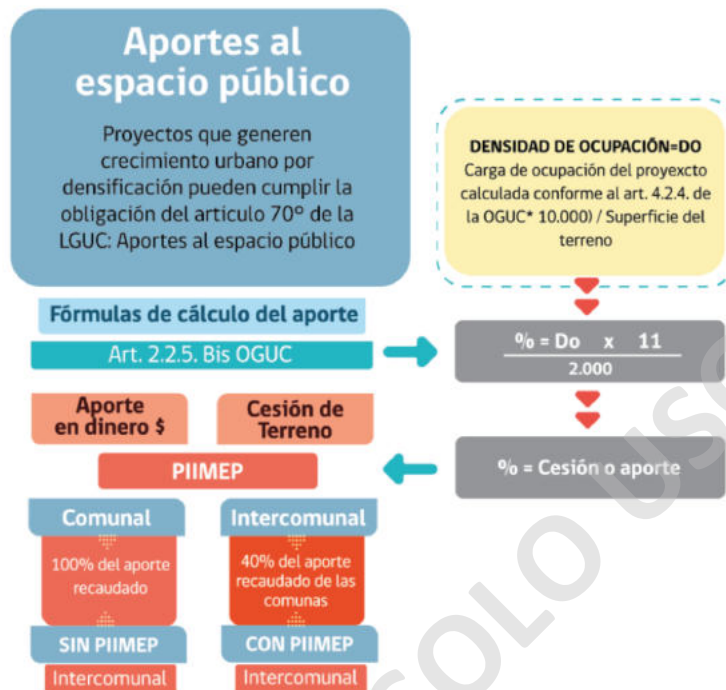 Aportes al
espacio público
Proyectos que generen
crecimiento urbano por
densificación pueden cumplir la
obligación del articulo 70° de la
LGUC: Aportes al espacio público
DENSIDAD DE OCUPACIÓN=DO
Carga de ocupación del proyexcto
calculada conforme al art. 4.2.4. de
la OGUC* 10.000) / Superficie del
terreno
Fórmulas de cálculo del aporte
Art. 2.2.5. Bis OGUC
% = Do x 11
2.000
Aporte
en dinero $
Cesión de
Terreno
PIIMEP
% = Cesión o aporte
Comunal
100% del aporte
recaudado
SIN PIIMEP
Intercomunal
Intercomunal
40% del aporte
recaudado de las
comunas
CON PIIMEP
Intercomunal
SOLO